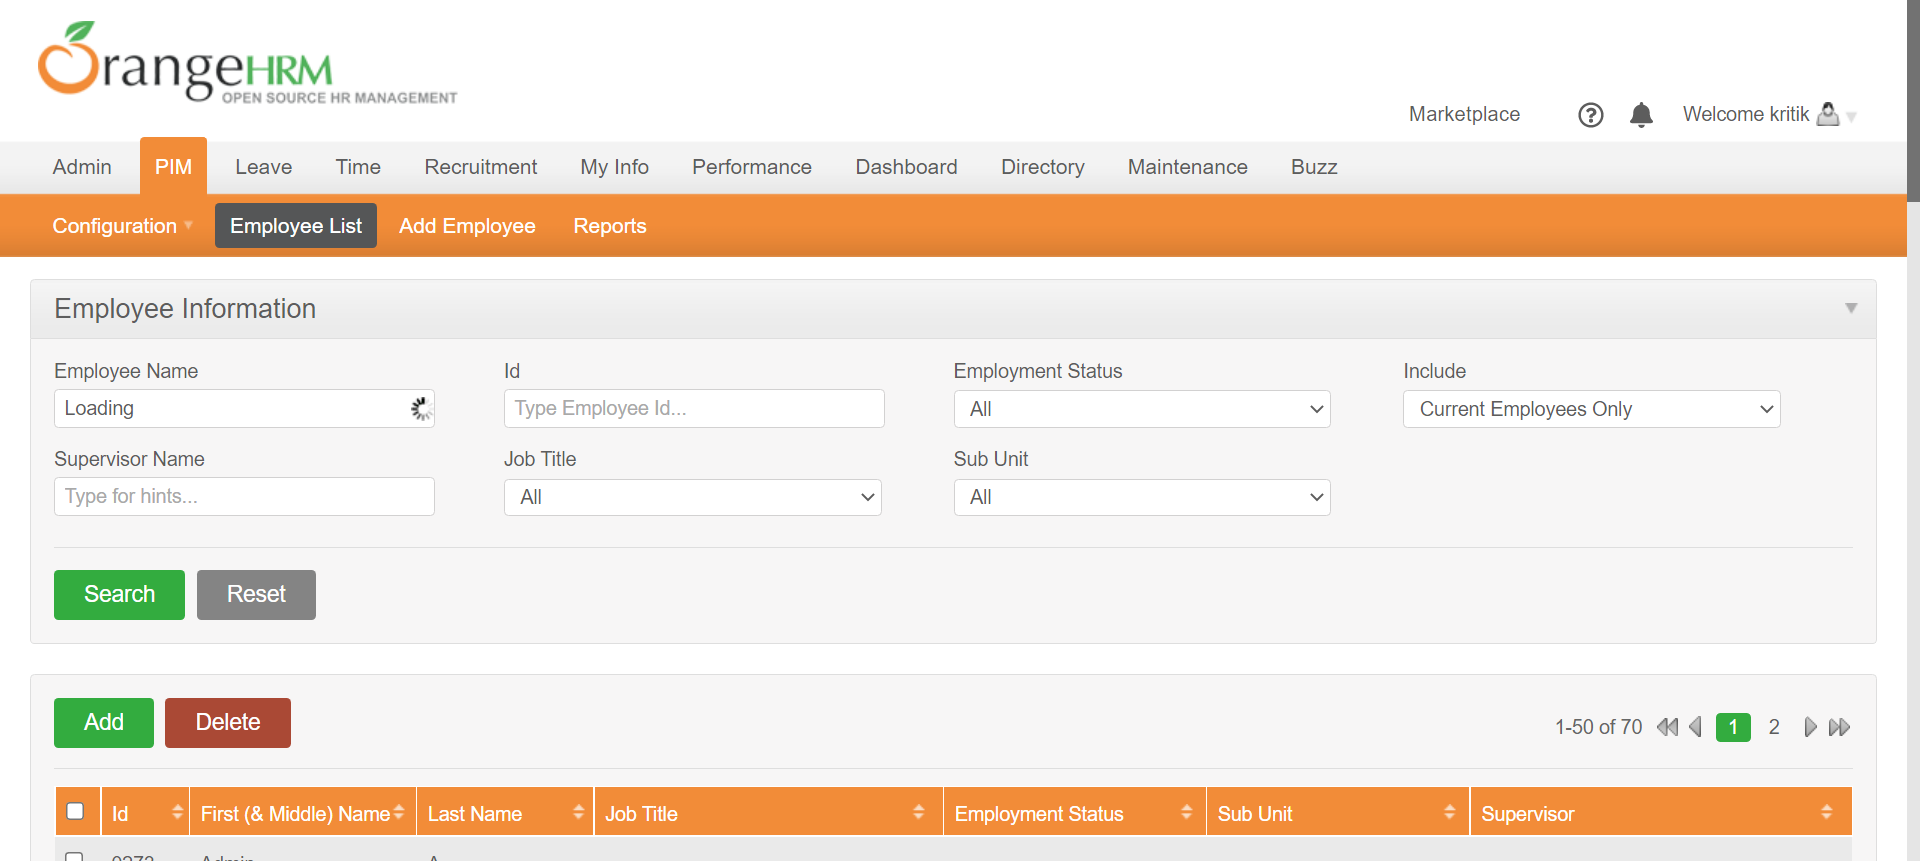 OrangeHRM
OPEN SOURCE HR MANAGEMENT
Marketplace
Welcome kritik
Admin PIM Leave Time Recruitment My Info Performance Dashboard Directory Maintenance Buzz
Configuration Employee List Add Employee Reports
Employee Information
Employee Name Id Employment Status Include
Loading Type Employee Id... All Current Employees Only
Supervisor Name Job Title Sub Unit
Type for hints... All All
Search Reset
Add Delete
1-50 of 70 1 2
Id First (& Middle) Name Last Name Job Title Employment Status Sub Unit Supervisor